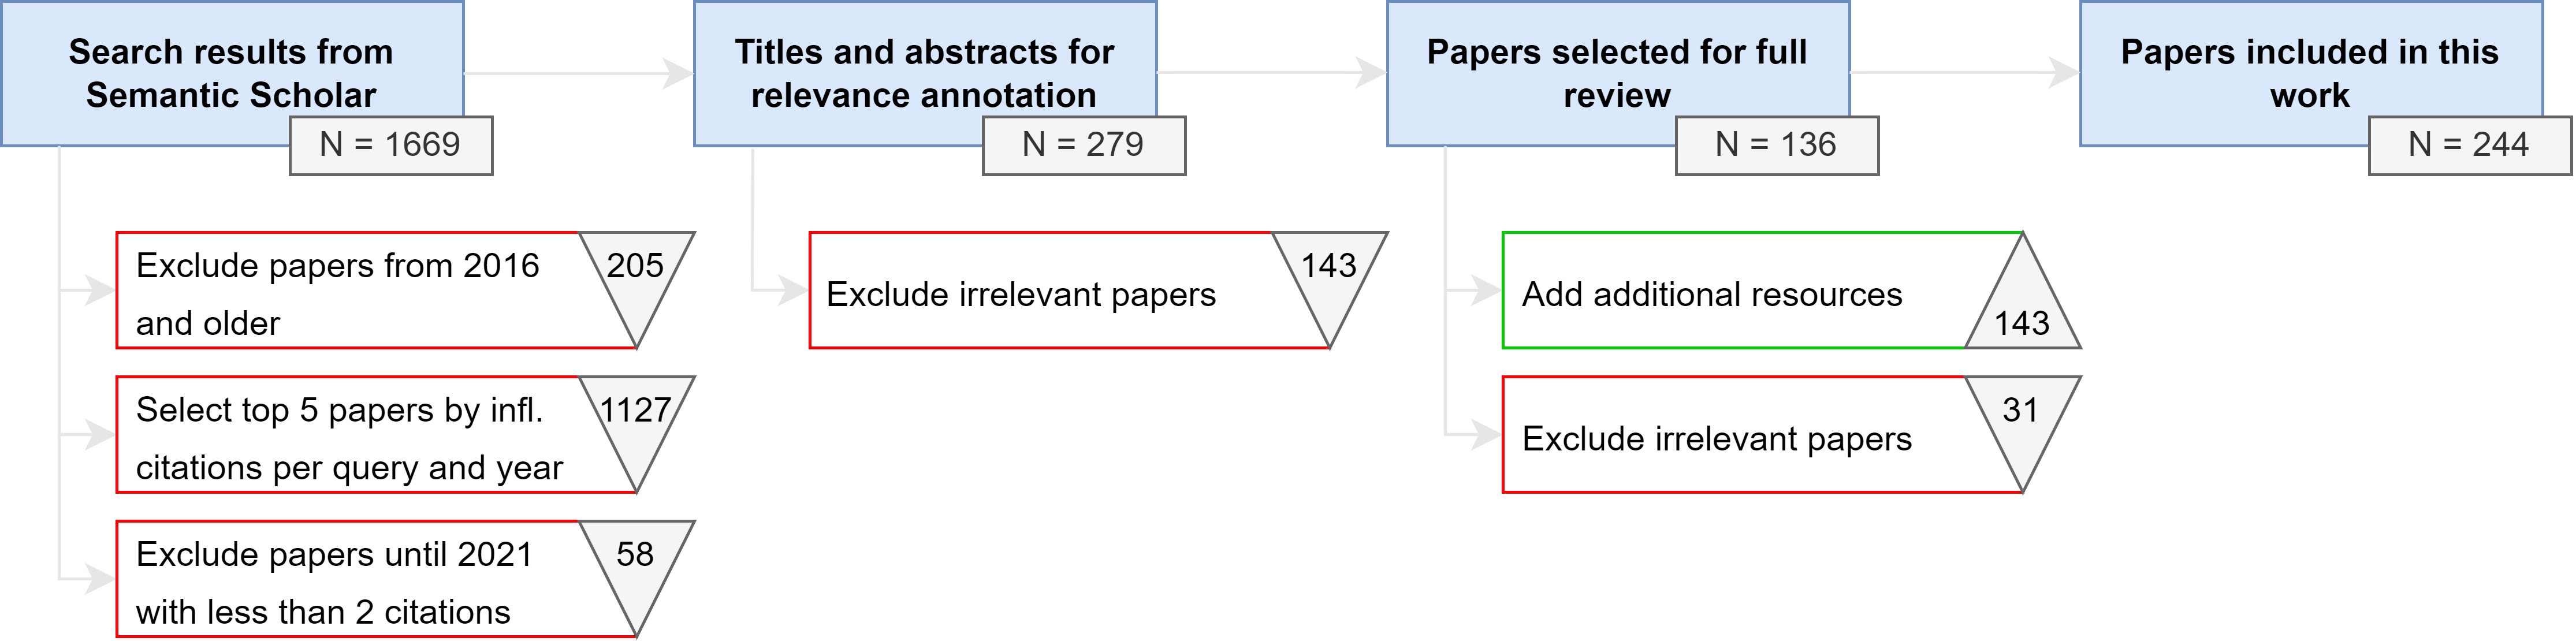 Search results from
Semantic Scholar
N = 1669
Exclude papers from 2016
and older
205
Select top 5 papers by infl.
citations per query and year
1127
Exclude papers until 2021
with less than 2 citations
58
Titles and abstracts for
relevance annotation
N = 279
Exclude irrelevant papers
143
Papers selected for full
review
N = 136
Add additional resources
143
Exclude irrelevant papers
31
Papers included in this
work
N = 244